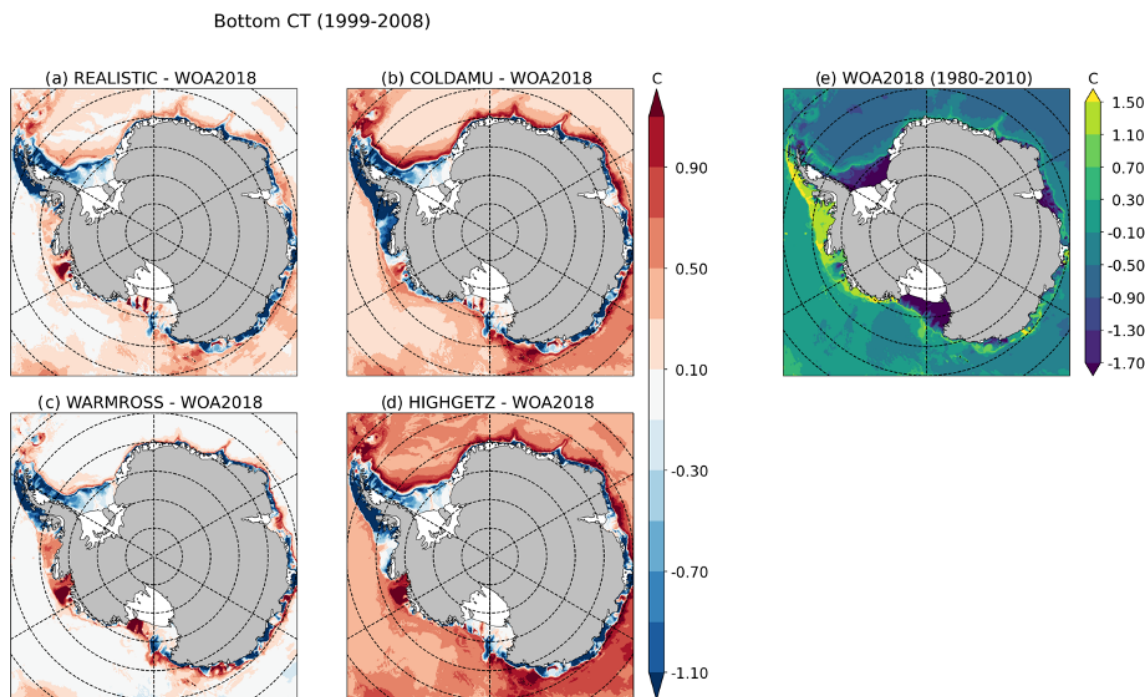 Bottom CT (1999-2008)
(a) REALISTIC - WOA2018
(b) COLDAMU - WOA2018
C
(e) WOA2018 (1980-2010)
C
0.90
0.50
0.10
-0.30
-0.70
-1.10
1.50
1.10
0.70
0.30
-0.10
-0.50
-0.90
-1.30
-1.70
(c) WARMROSS - WOA2018
(d) HIGHGETZ - WOA2018